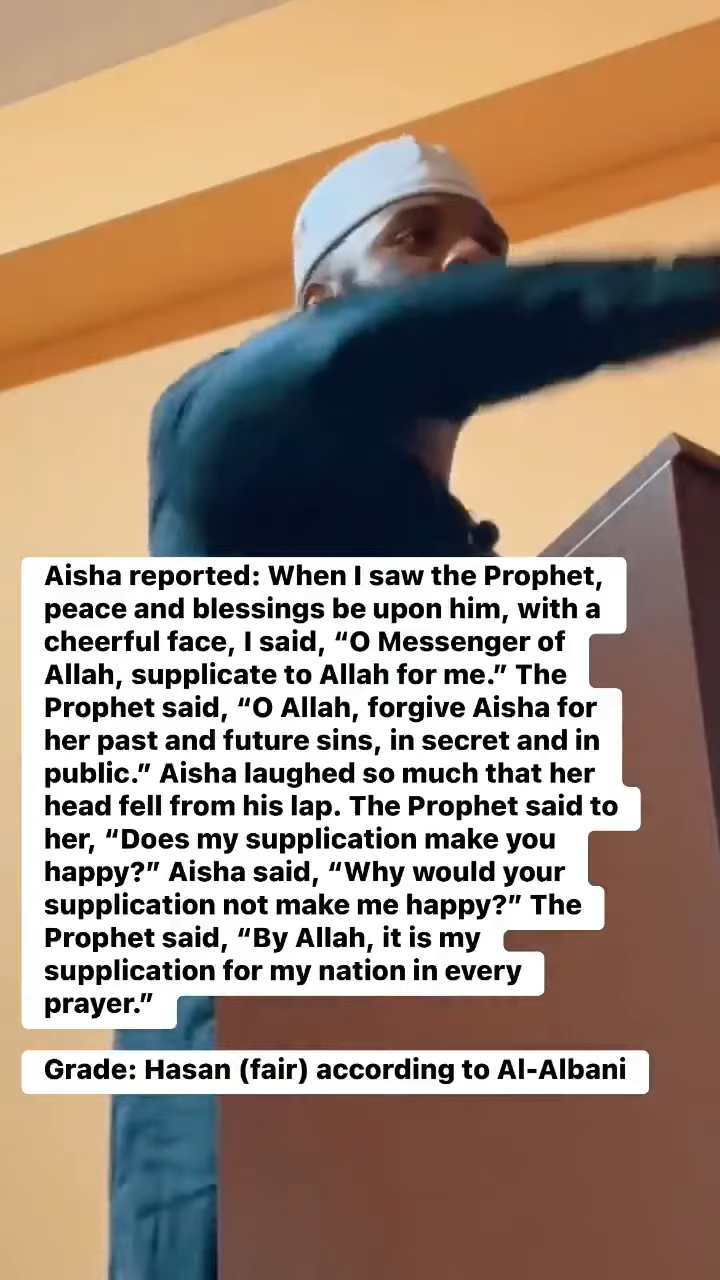 Aisha reported: When I saw the Prophet,
peace and blessings be upon him, with a
cheerful face, I said, “O Messenger of
Allah, supplicate to Allah for me.” The
Prophet said, “O Allah, forgive Aisha for
her past and future sins, in secret and in
public.” Aisha laughed so much that her
head fell from his lap. The Prophet said to
her, “Does my supplication make you
happy?” Aisha said, “Why would your
supplication not make me happy?” The
Prophet said, “By Allah, it is my
supplication for my nation in every
prayer.”
Grade: Hasan (fair) according to Al-Albani